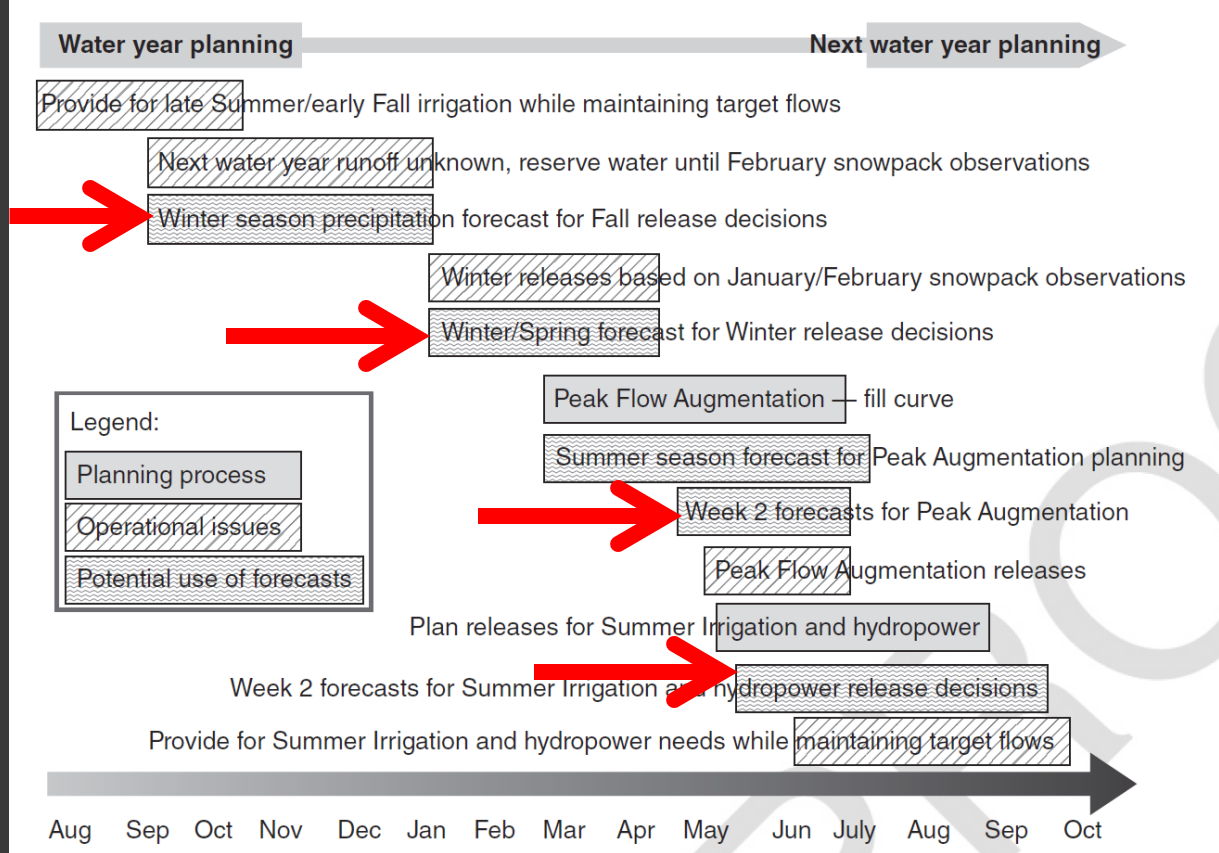 Water year planning
Next water year planning
Provide for late Summer/early Fall irrigation while maintaining target flows
Next water year runoff unknown, reserve water until February snowpack observations
Winter season precipitation forecast for Fall release decisions
Winter releases based on January/February snowpack observations
Winter/Spring forecast for Winter release decisions
Peak Flow Augmentation — fill curve
Summer season forecast for Peak Augmentation planning
Week 2 forecasts for Peak Augmentation
Peak Flow Augmentation releases
Plan releases for Summer Irrigation and hydropower
Week 2 forecasts for Summer Irrigation and hydropower release decisions
Provide for Summer Irrigation and hydropower needs while maintaining target flows
Legend:
Planning process
Operational issues
Potential use of forecasts
Aug Sep Oct Nov Dec Jan Feb Mar Apr May Jun July Aug Sep Oct